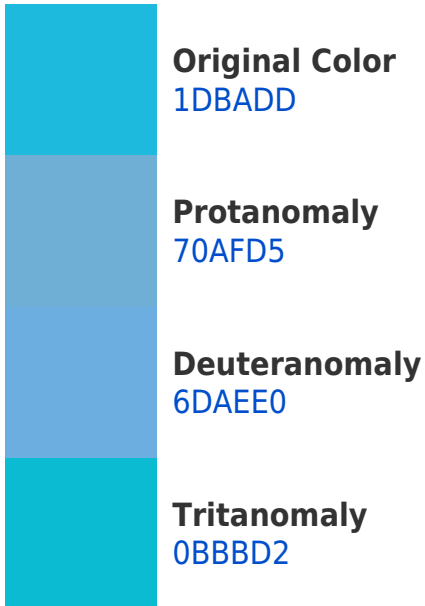 Original Color
1DBADD
Protanomaly
70AFD5
Deuteranomaly
6DAEE0
Tritanomaly
0BBBD2